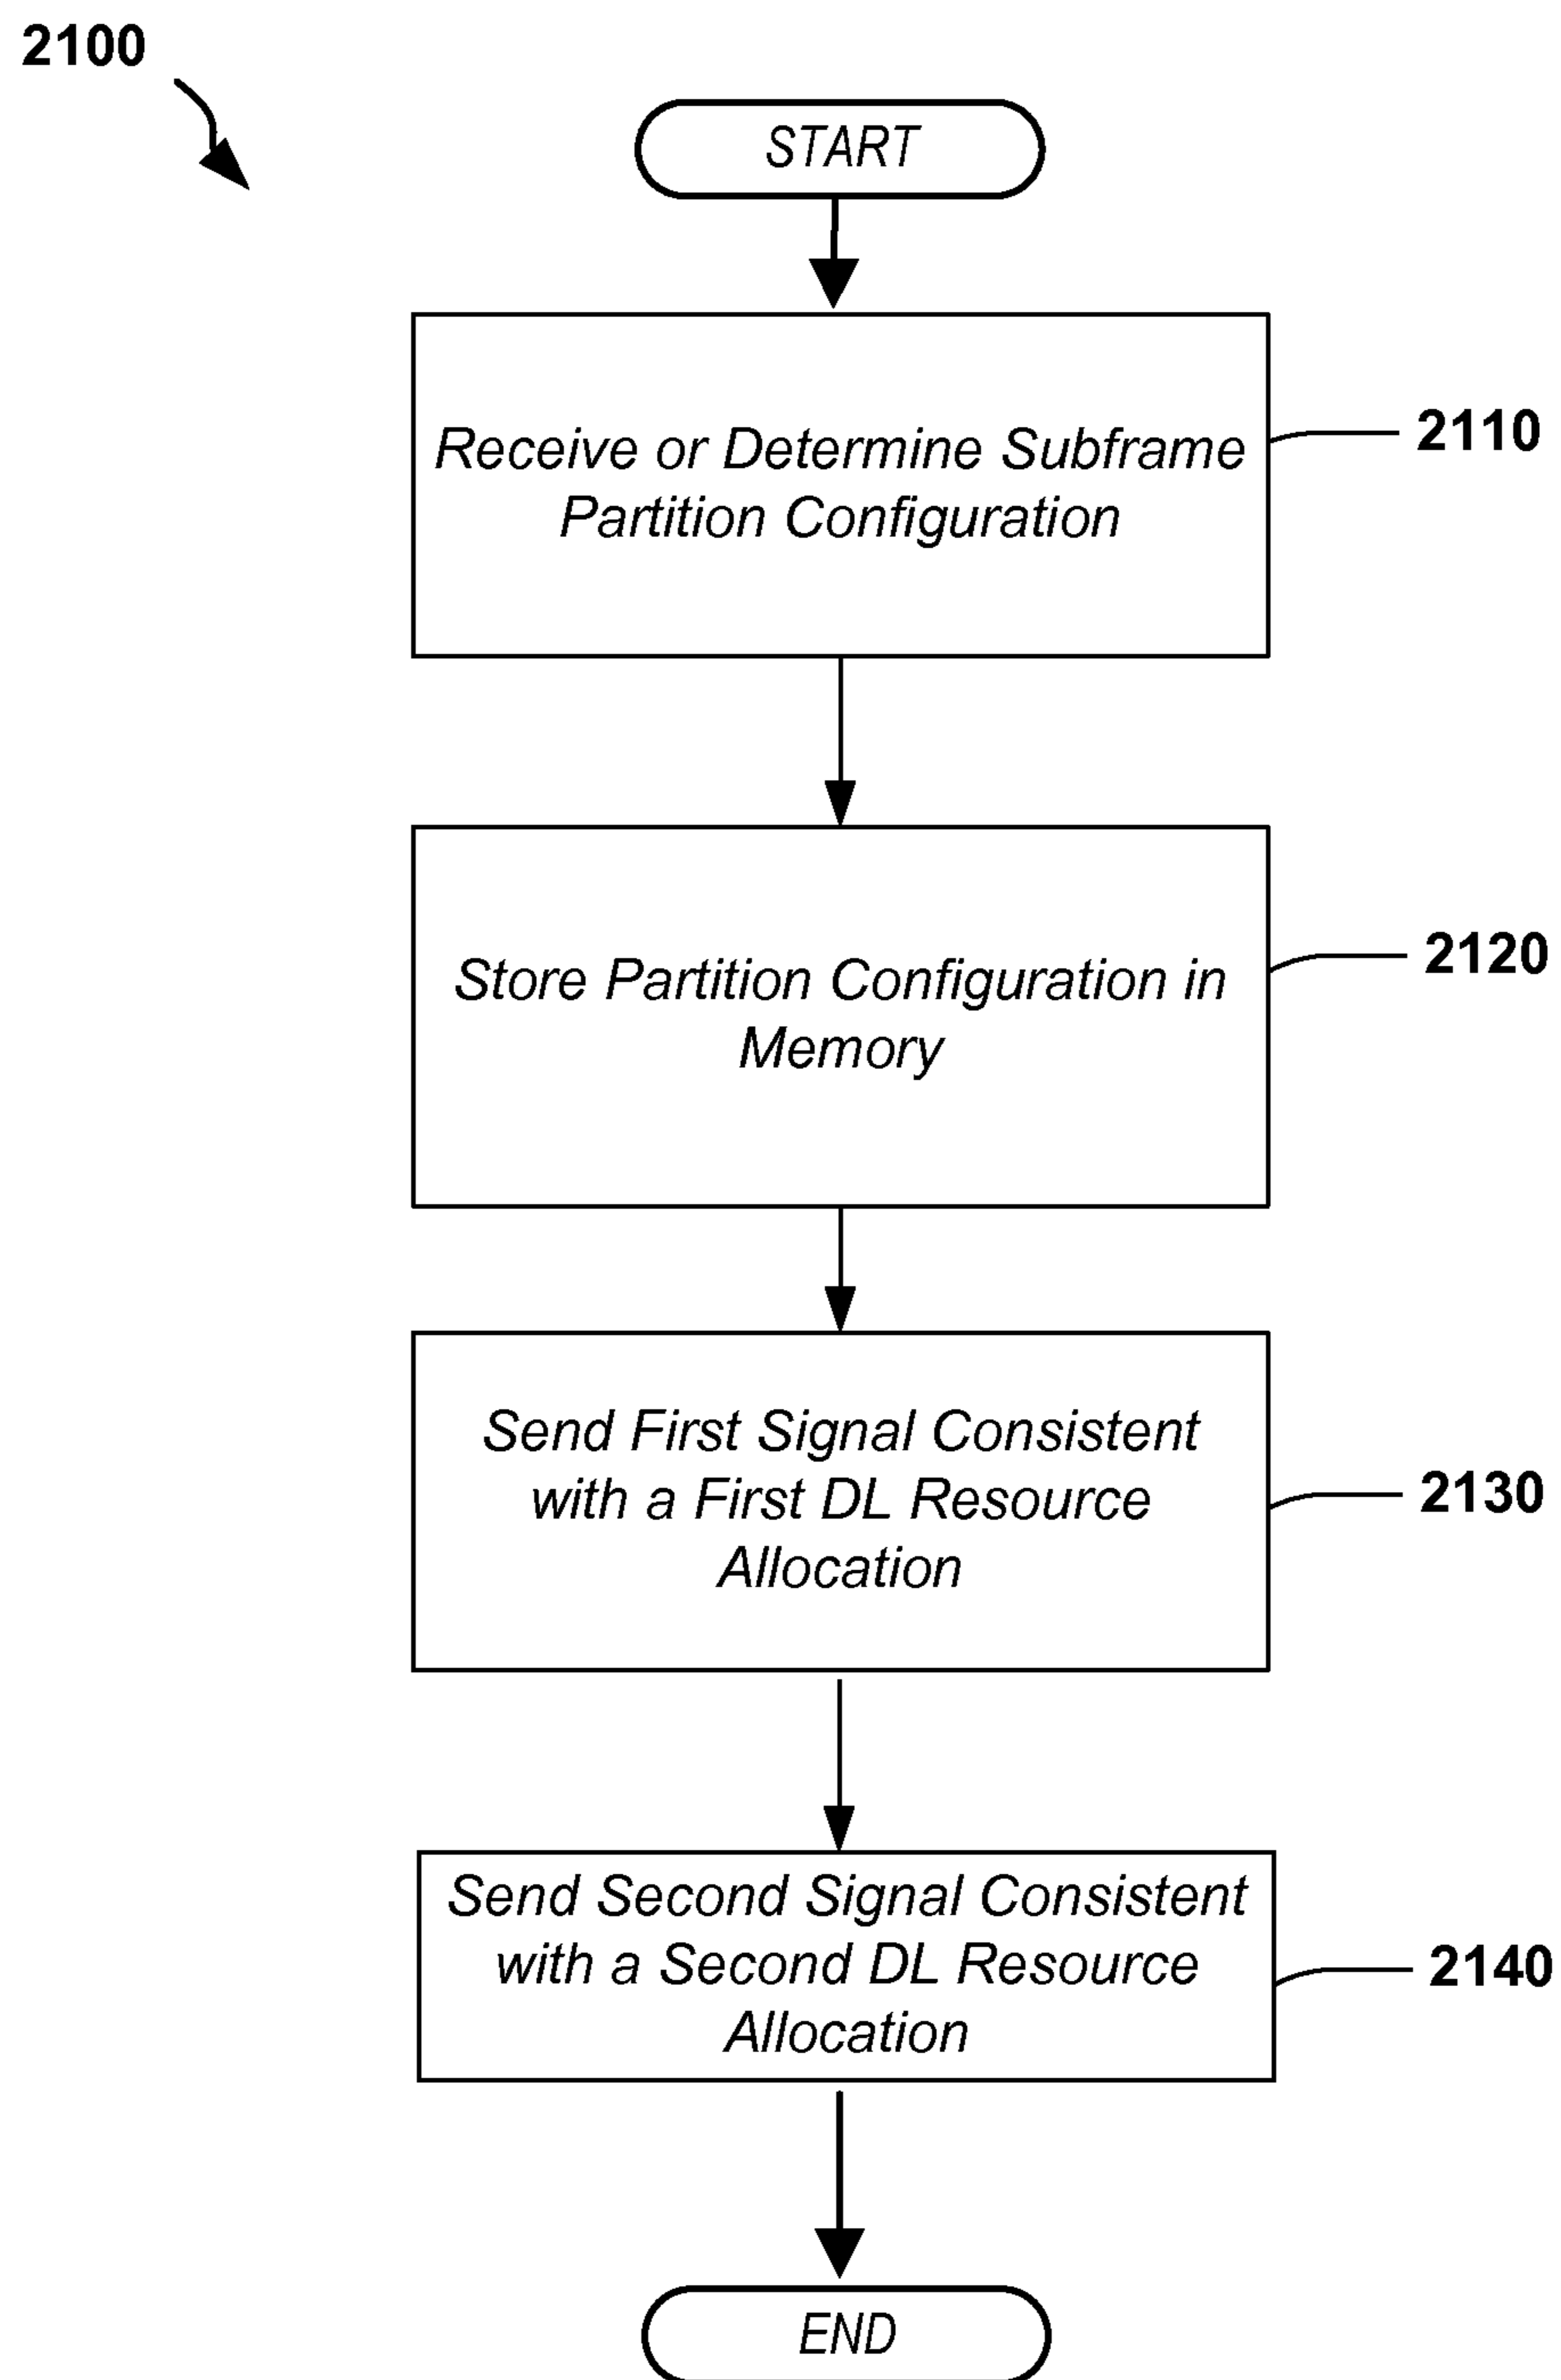 2100
START
Receive or Determine Subframe
Partition Configuration
2110
Store Partition Configuration in
Memory
2120
Send First Signal Consistent
with a First DL Resource
Allocation
2130
Send Second Signal Consistent
with a Second DL Resource
Allocation
2140
END